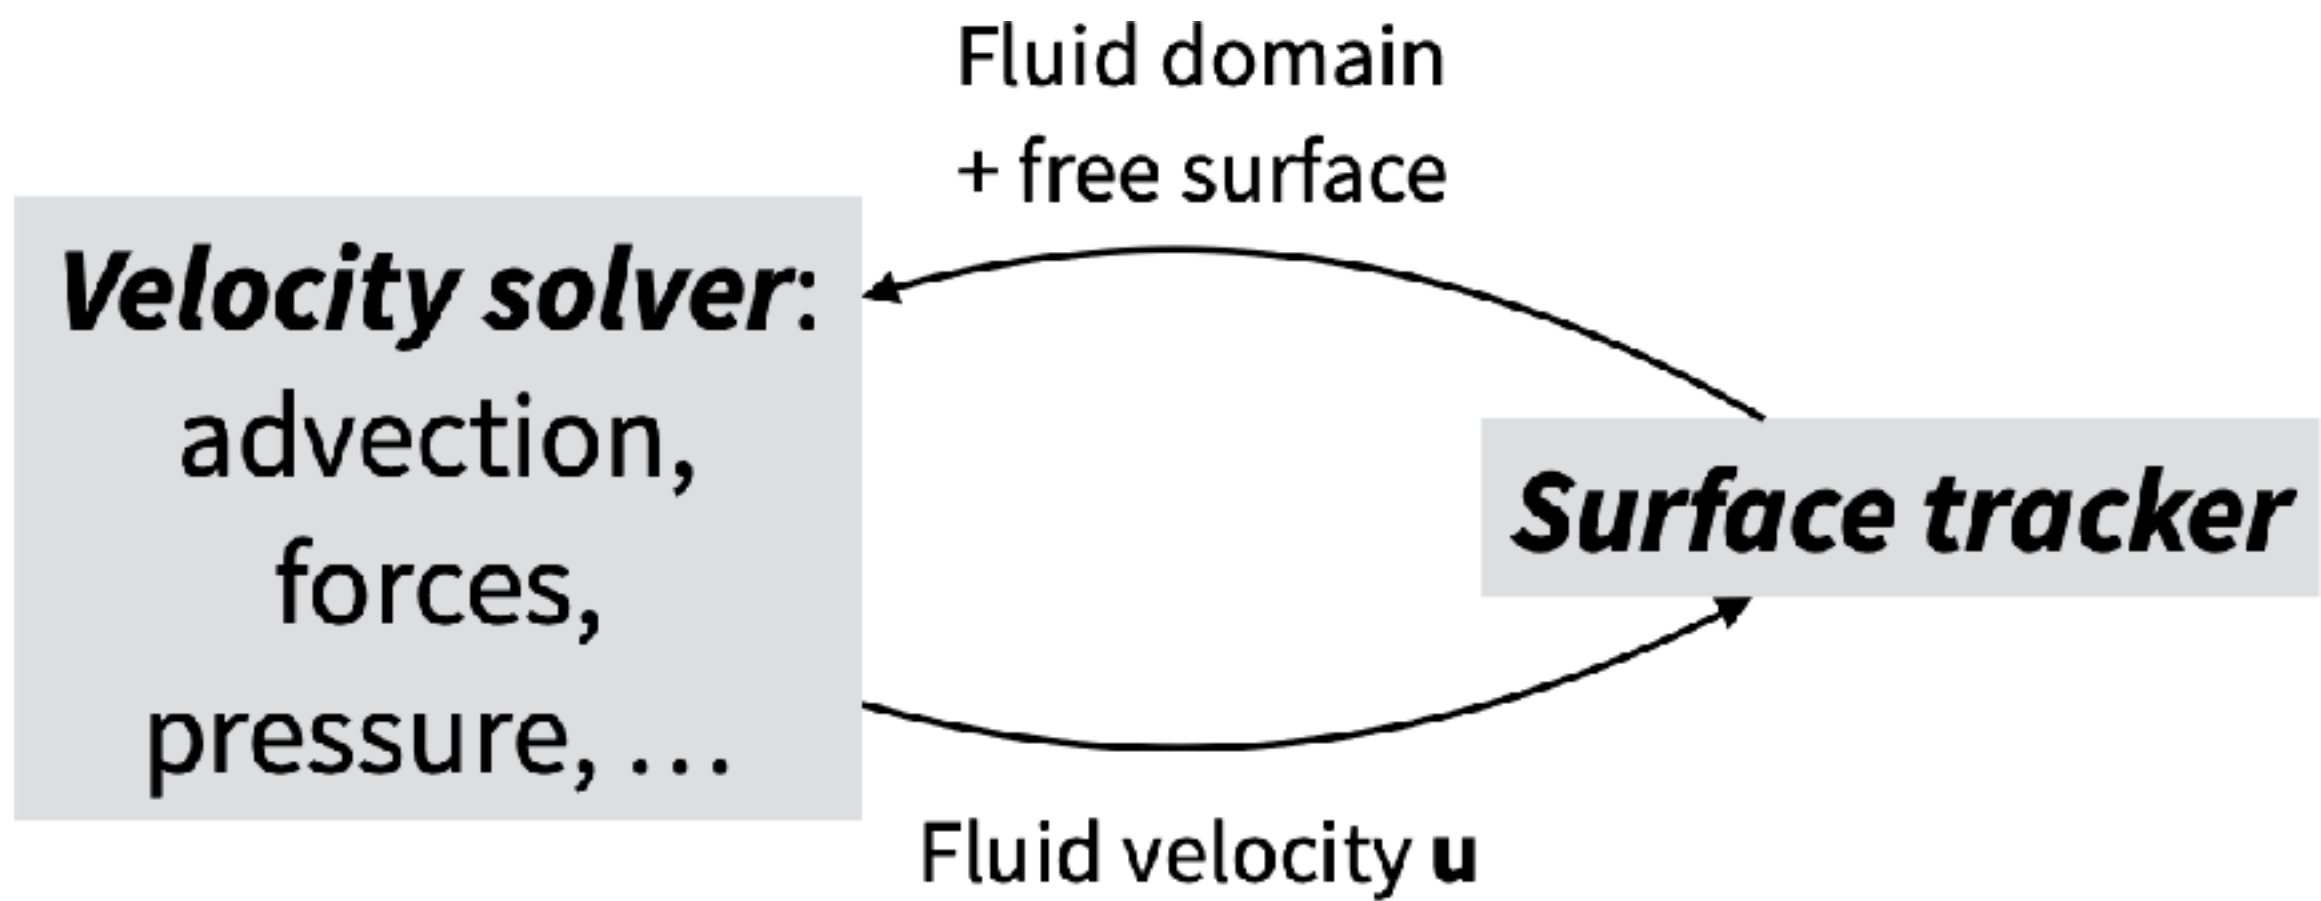 Fluid domain
+ free surface
Velocity solver:
advection,
forces,
pressure, …
Surface tracker
Fluid velocity u